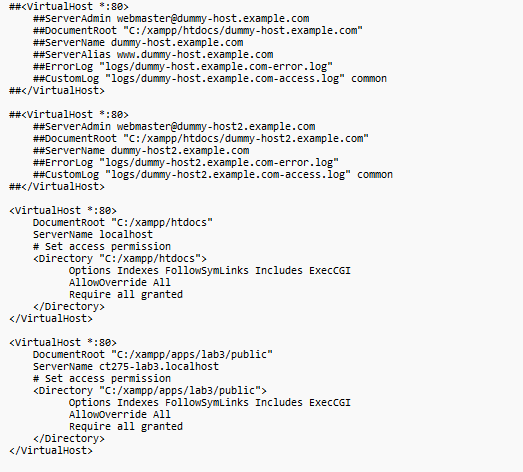 ##<VirtualHost *:80>
##ServerAdmin webmaster@dummy-host.example.com
##DocumentRoot "C:/xampp/htdocs/dummy-host.example.com"
##ServerName dummy-host.example.com
##ServerAlias www.dummy-host.example.com
##ErrorLog "logs/dummy-host.example.com-error.log"
##CustomLog "logs/dummy-host.example.com-access.log" common
##</VirtualHost>
##<VirtualHost *:80>
##ServerAdmin webmaster@dummy-host2.example.com
##DocumentRoot "C:/xampp/htdocs/dummy-host2.example.com"
##ServerName dummy-host2.example.com
##ErrorLog "logs/dummy-host2.example.com-error.log"
##CustomLog "logs/dummy-host2.example.com-access.log" common
##</VirtualHost>
<VirtualHost *:80>
DocumentRoot "C:/xampp/htdocs"
ServerName localhost
# Set access permission
<Directory "C:/xampp/htdocs">
Options Indexes FollowSymLinks Includes ExecCGI
AllowOverride All
Require all granted
</Directory>
</VirtualHost>
<VirtualHost *:80>
DocumentRoot "C:/xampp/apps/lab3/public"
ServerName ct275-lab3.localhost
# Set access permission
<Directory "C:/xampp/apps/lab3/public">
Options Indexes FollowSymLinks Includes ExecCGI
AllowOverride All
Require all granted
</Directory>
</VirtualHost>